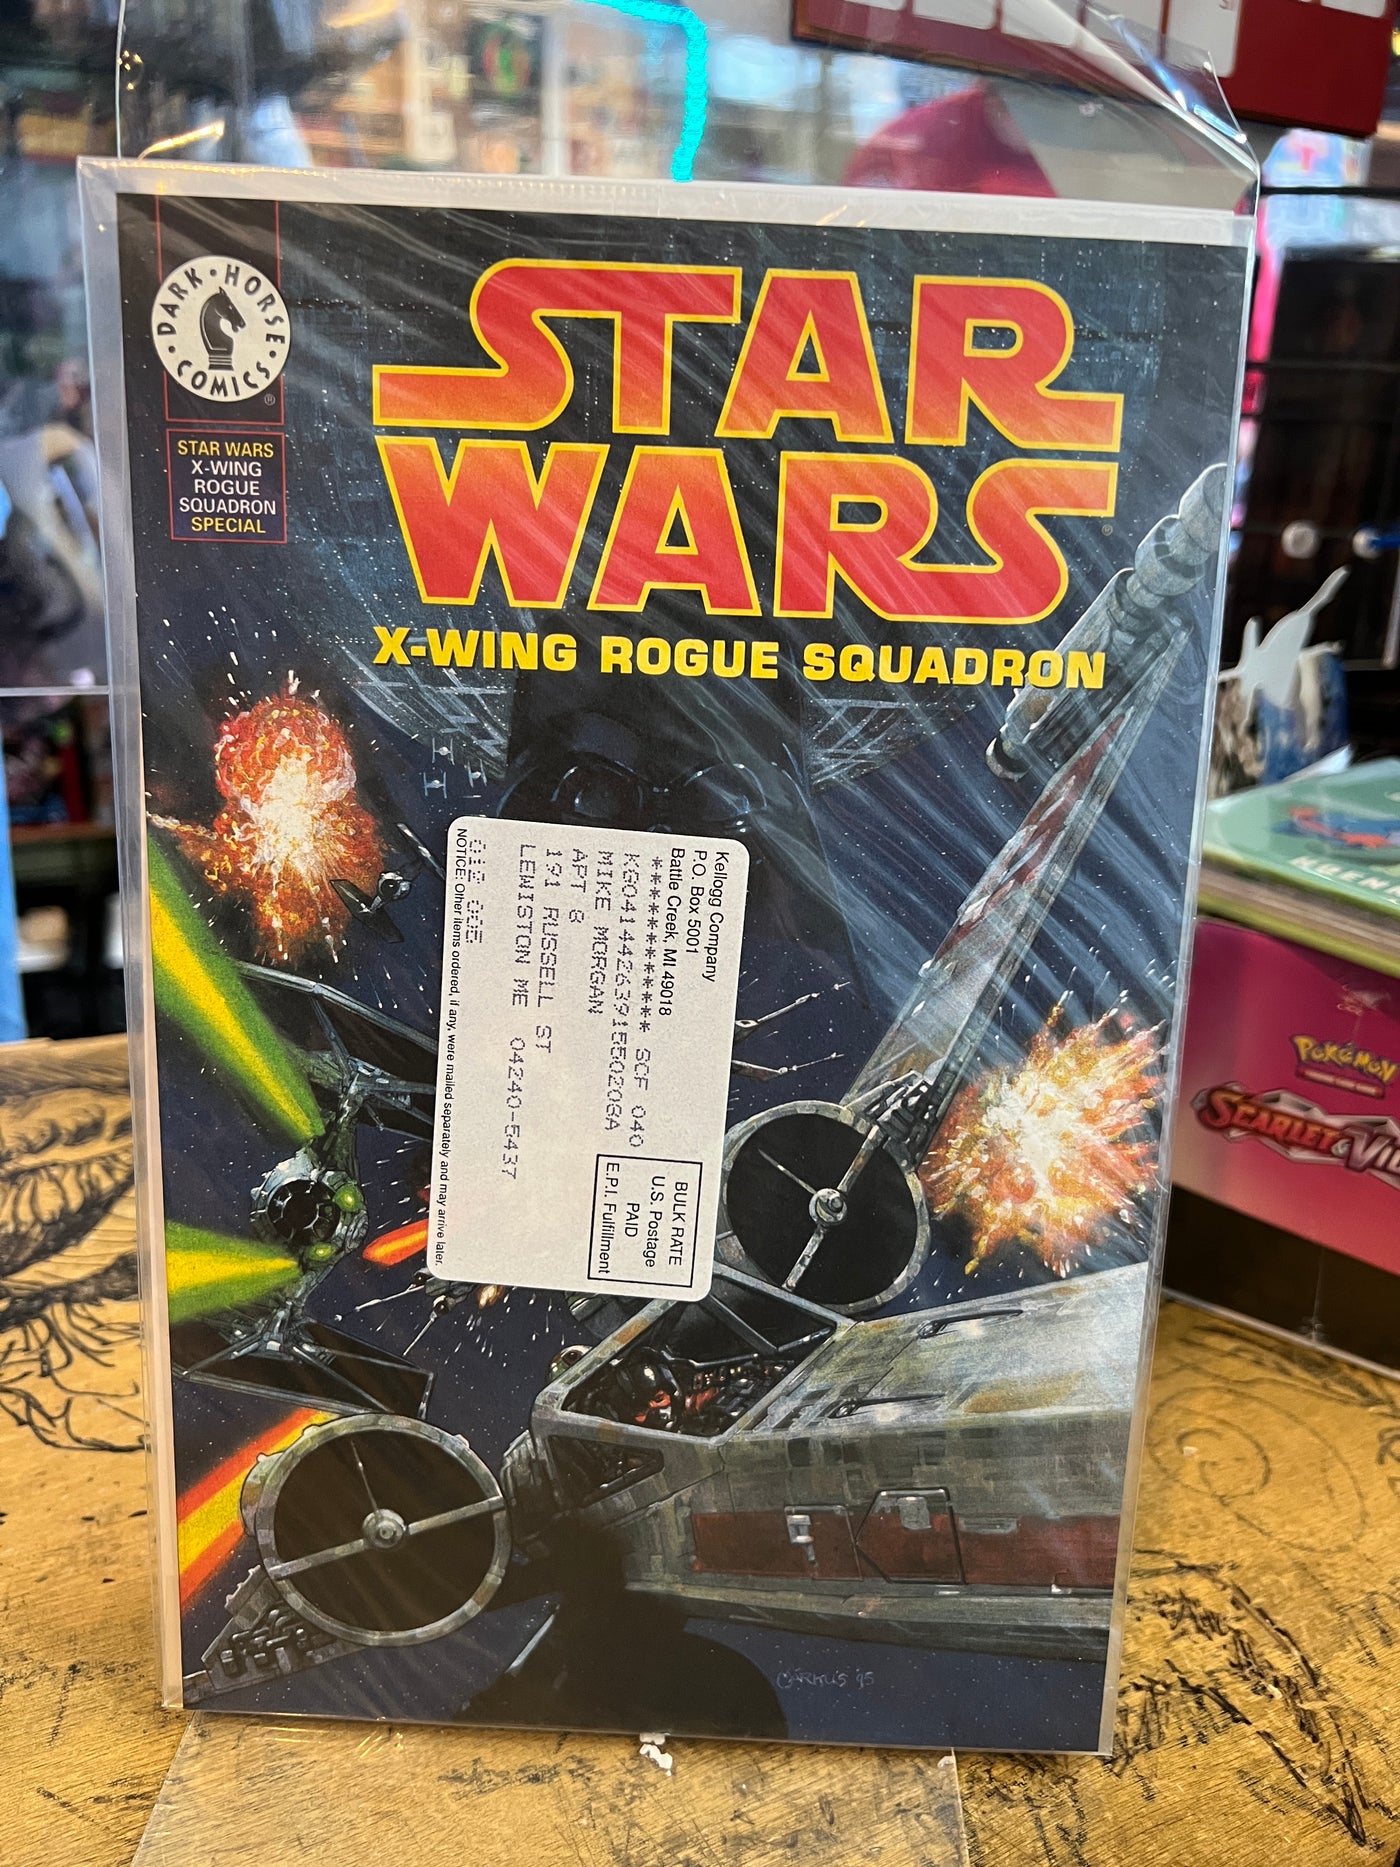 DARK • HORSE
• COMICS •
®
STAR WARS
X-WING
ROGUE
SQUADRON
SPECIAL
STAR
WARS
®
X-WING ROGUE SQUADRON
Kellogg Company
P.O. Box 5001
Battle Creek, MI 49018
************* SCF 040
MIKE MORGAN
APT 8
191 RUSSELL ST
LEWISTON ME 04240-5437
NOTICE: Other items ordered, if any, were mailed separately and may arrive later.
BULK RATE
U.S. Postage
PAID
E.P.I. Fulfillment
POKÉMON
SCARLET &